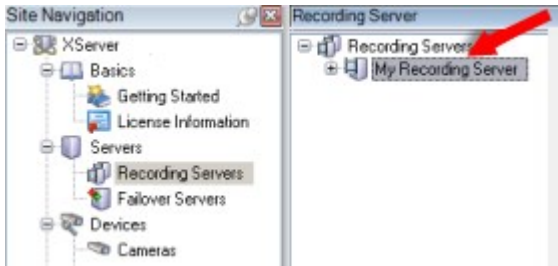 Site Navigation
XServer
Basics
Getting Started
License Information
Servers
Recording Servers
Failover Servers
Devices
Cameras
Recording Server
Recording Servers
My Recording Server